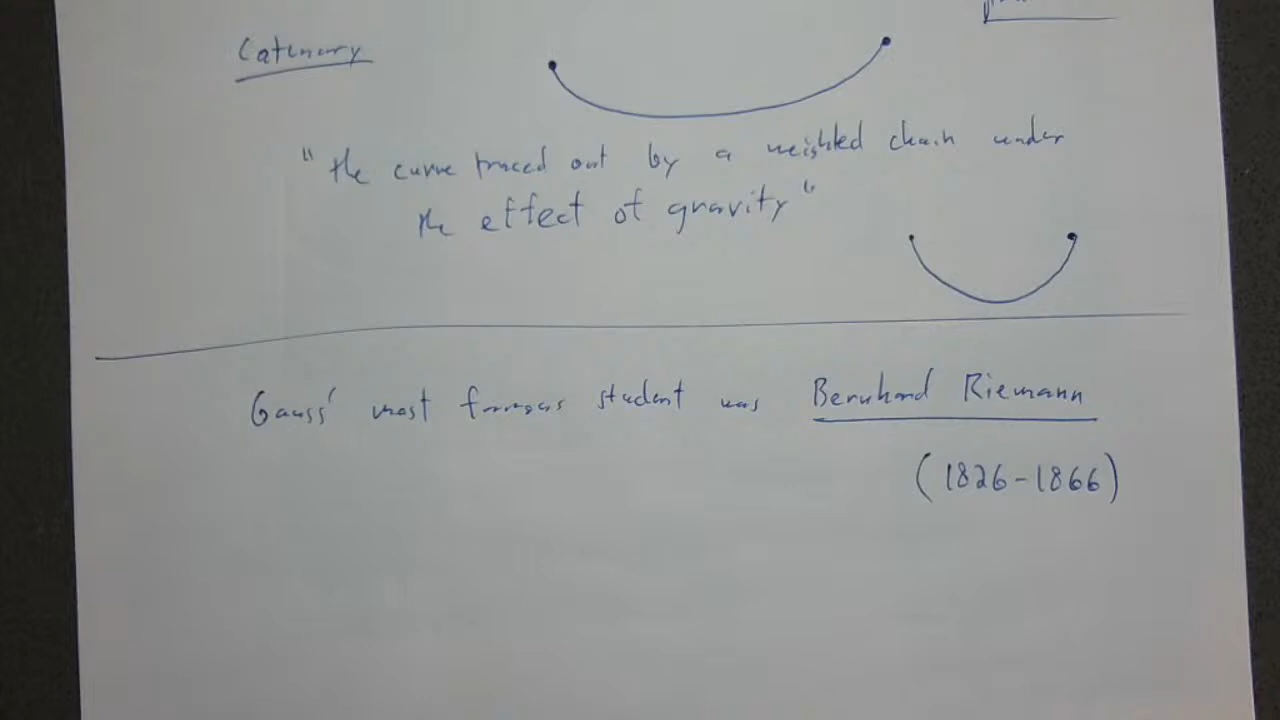 Catenary
"the curve traced out by a weighted chain under
the effect of gravity"
Gauss' most famous student was Bernhard Riemann
(1826-1866)